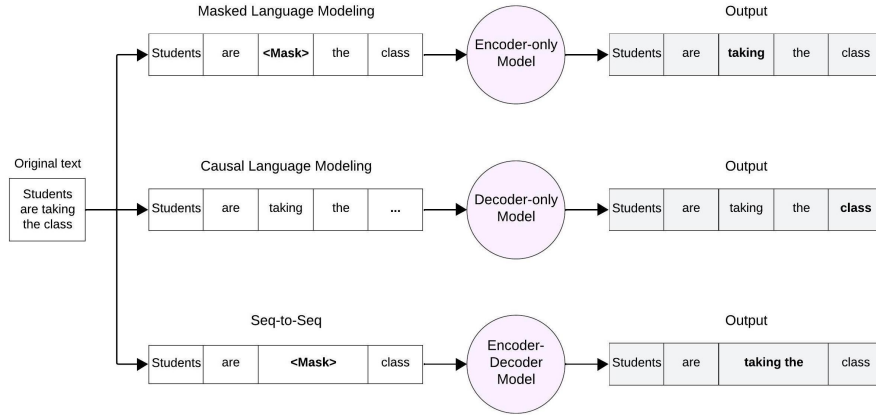 Masked Language Modeling
Output
Students are <Mask> the class
Encoder-only
Model
Students are taking the class
Original text
Students
are taking
the class
Causal Language Modeling
Output
Students are taking the ...
Decoder-only
Model
Students are taking the class
Seq-to-Seq
Output
Students are <Mask> class
Encoder-
Decoder
Model
Students are taking the class